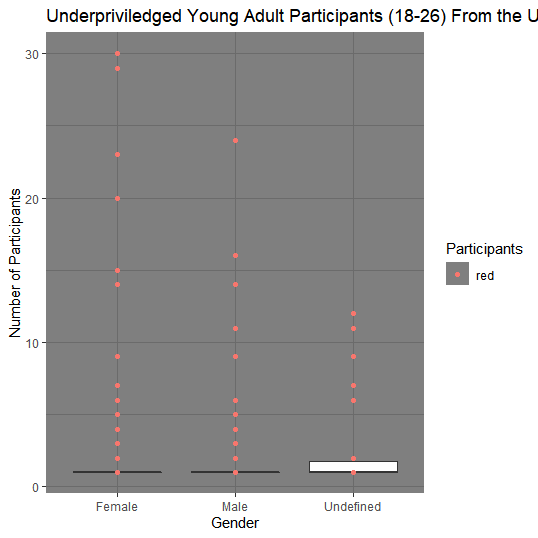 Underpriviledged Young Adult Participants (18-26) From the U
30
20
10
0
Number of Participants
Female Male Undefined
Gender
Participants
red